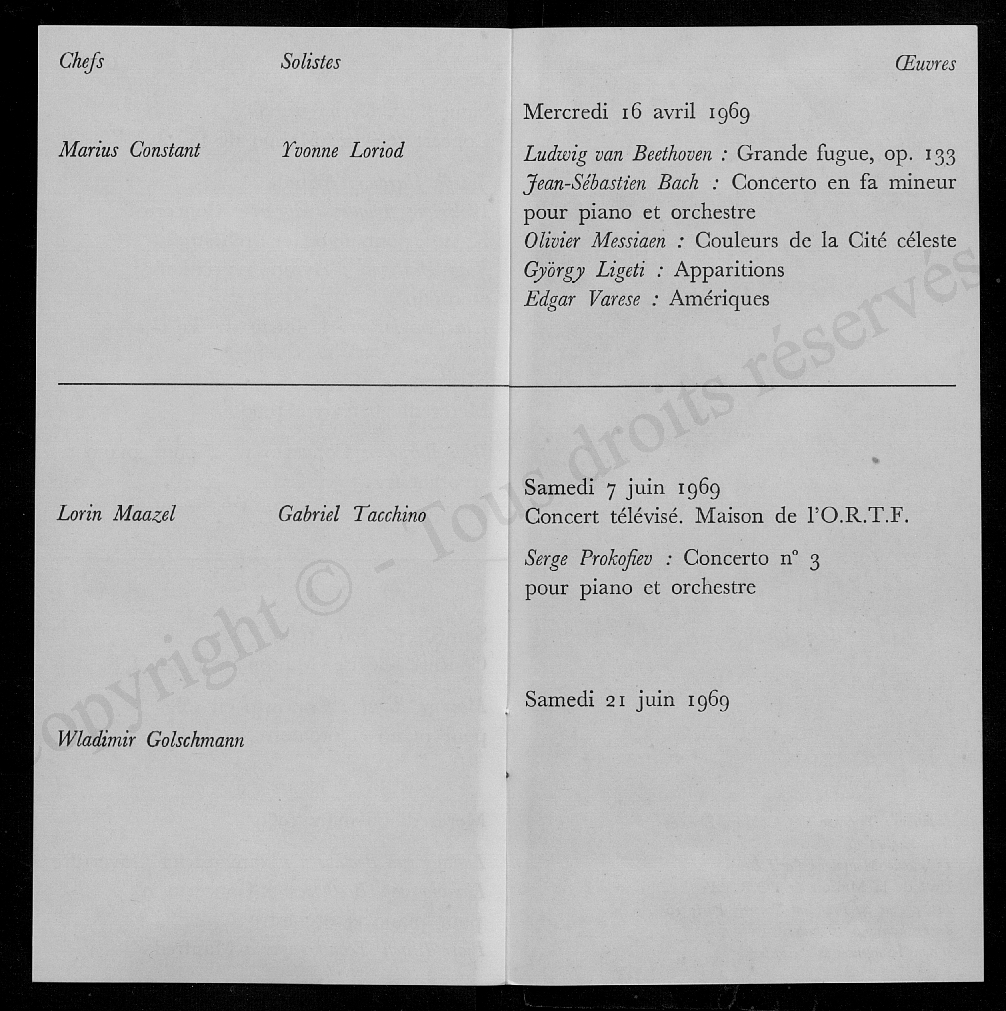 Chefs Solistes Œuvres
Mercredi 16 avril 1969
Marius Constant Yvonne Loriod Ludwig van Beethoven : Grande fugue, op. 133
Jean-Sébastien Bach : Concerto en fa mineur
pour piano et orchestre
Olivier Messiaen : Couleurs de la Cité céleste
György Ligeti : Apparitions
Edgar Varese : Amériques
Samedi 7 juin 1969
Lorin Maazel Gabriel Tacchino Concert télévisé. Maison de l'O.R.T.F.
Serge Prokofiev : Concerto n° 3
pour piano et orchestre
Samedi 21 juin 1969
Wladimir Golschmann
Copyright © - Tous droits réservés